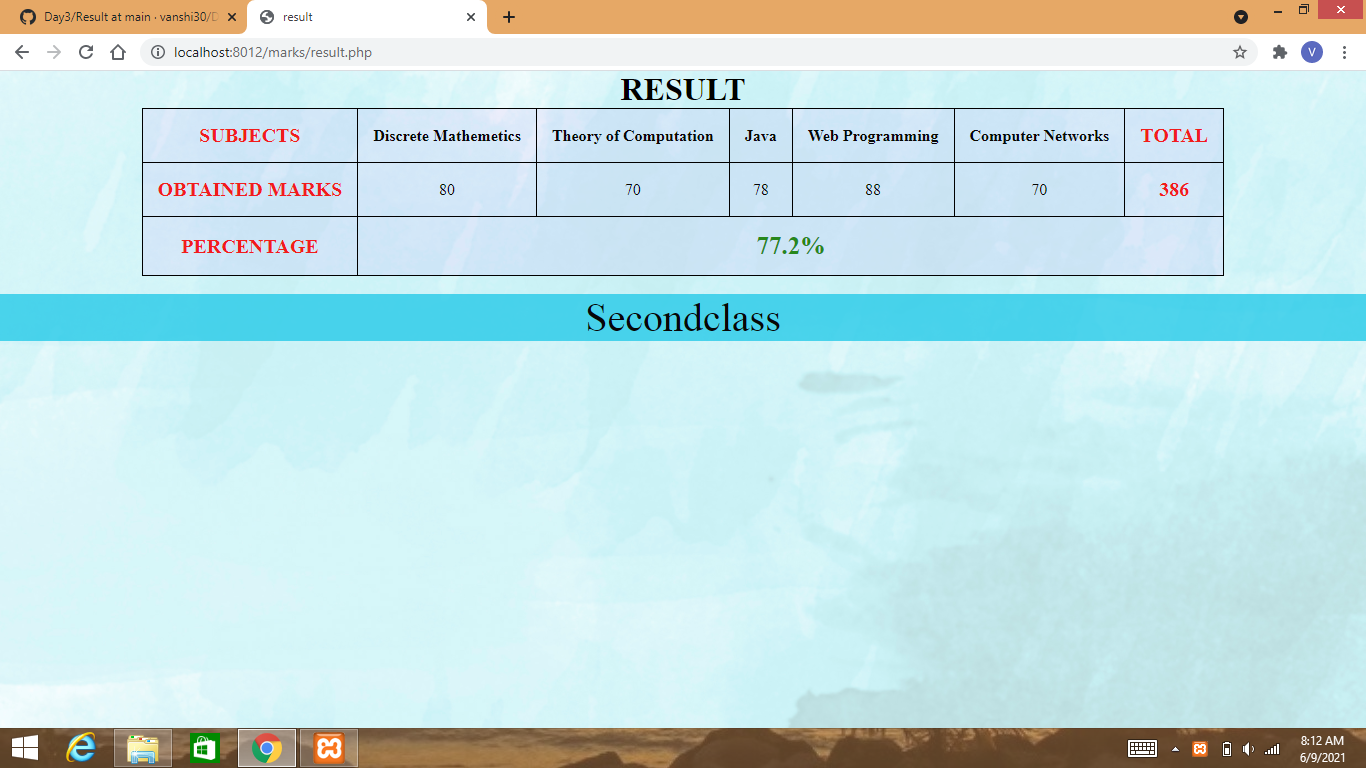 Day3/Result at main · vanshi30/D
result
localhost:8012/marks/result.php
V
RESULT
SUBJECTS Discrete Mathemetics Theory of Computation Java Web Programming Computer Networks TOTAL
OBTAINED MARKS 80 70 78 88 70 386
PERCENTAGE 77.2%
Secondclass
8:12 AM
6/9/2021